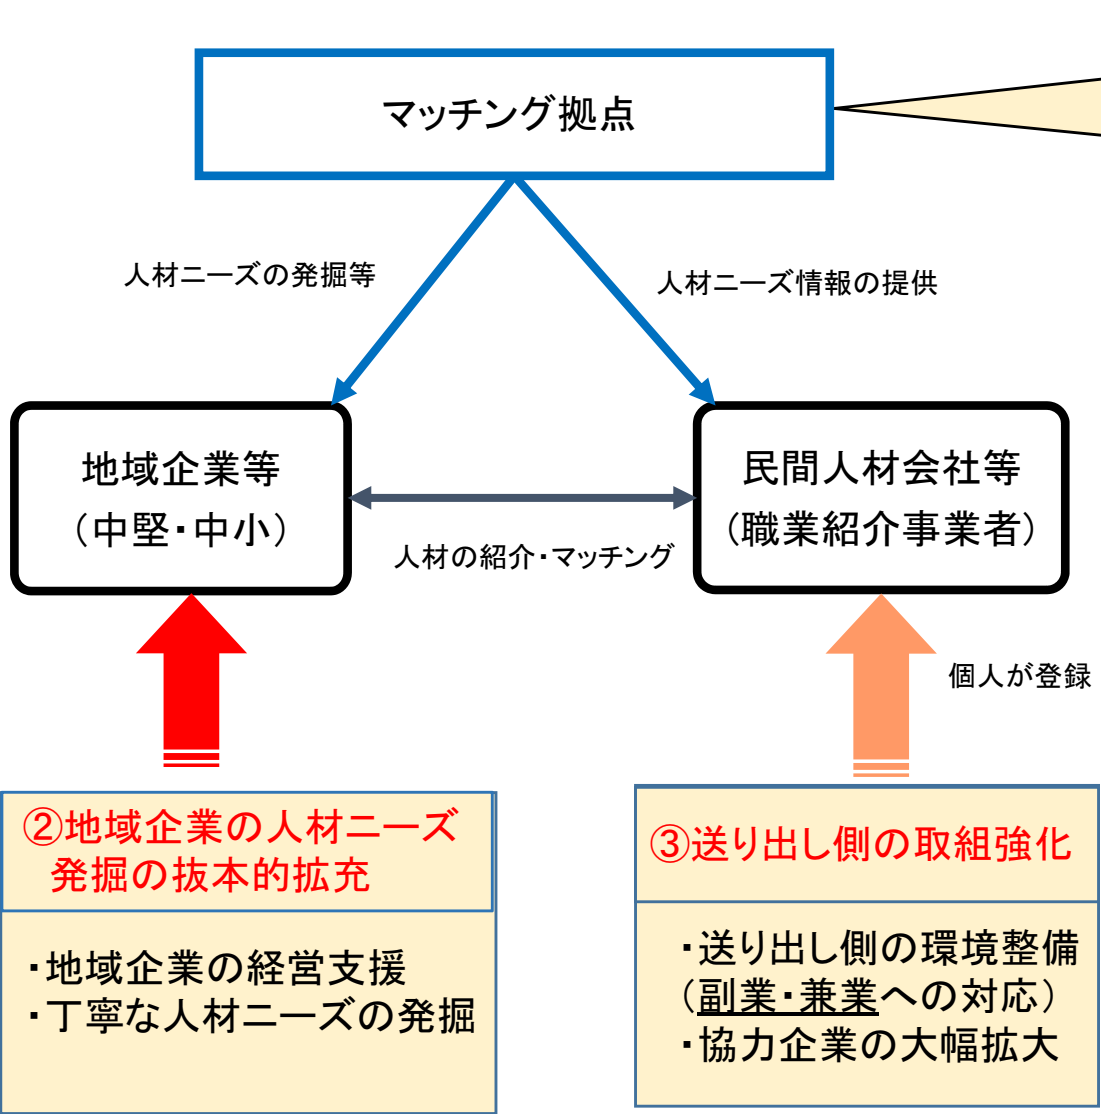 マッチング拠点
人材ニーズの発掘等
人材ニーズ情報の提供
地域企業等
（中堅・中小）
民間人材会社等
（職業紹介事業者）
人材の紹介・マッチング
個人が登録
②地域企業の人材ニーズ
発掘の抜本的拡充
・地域企業の経営支援
・丁寧な人材ニーズの発掘
③送り出し側の取組強化
・送り出し側の環境整備
（副業・兼業への対応）
・協力企業の大幅拡大